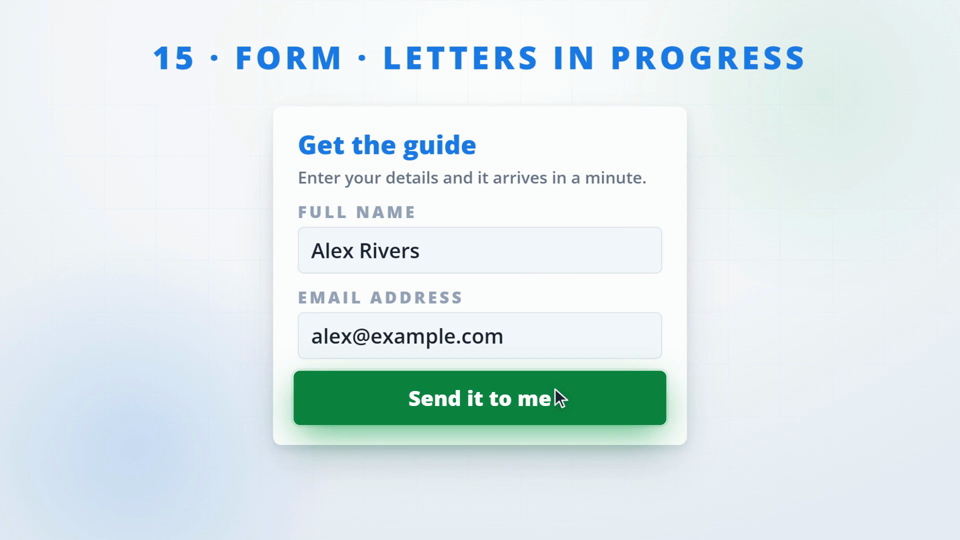 15 · FORM · LETTERS IN PROGRESS
Get the guide
Enter your details and it arrives in a minute.
FULL NAME
Alex Rivers
EMAIL ADDRESS
alex@example.com
Send it to me